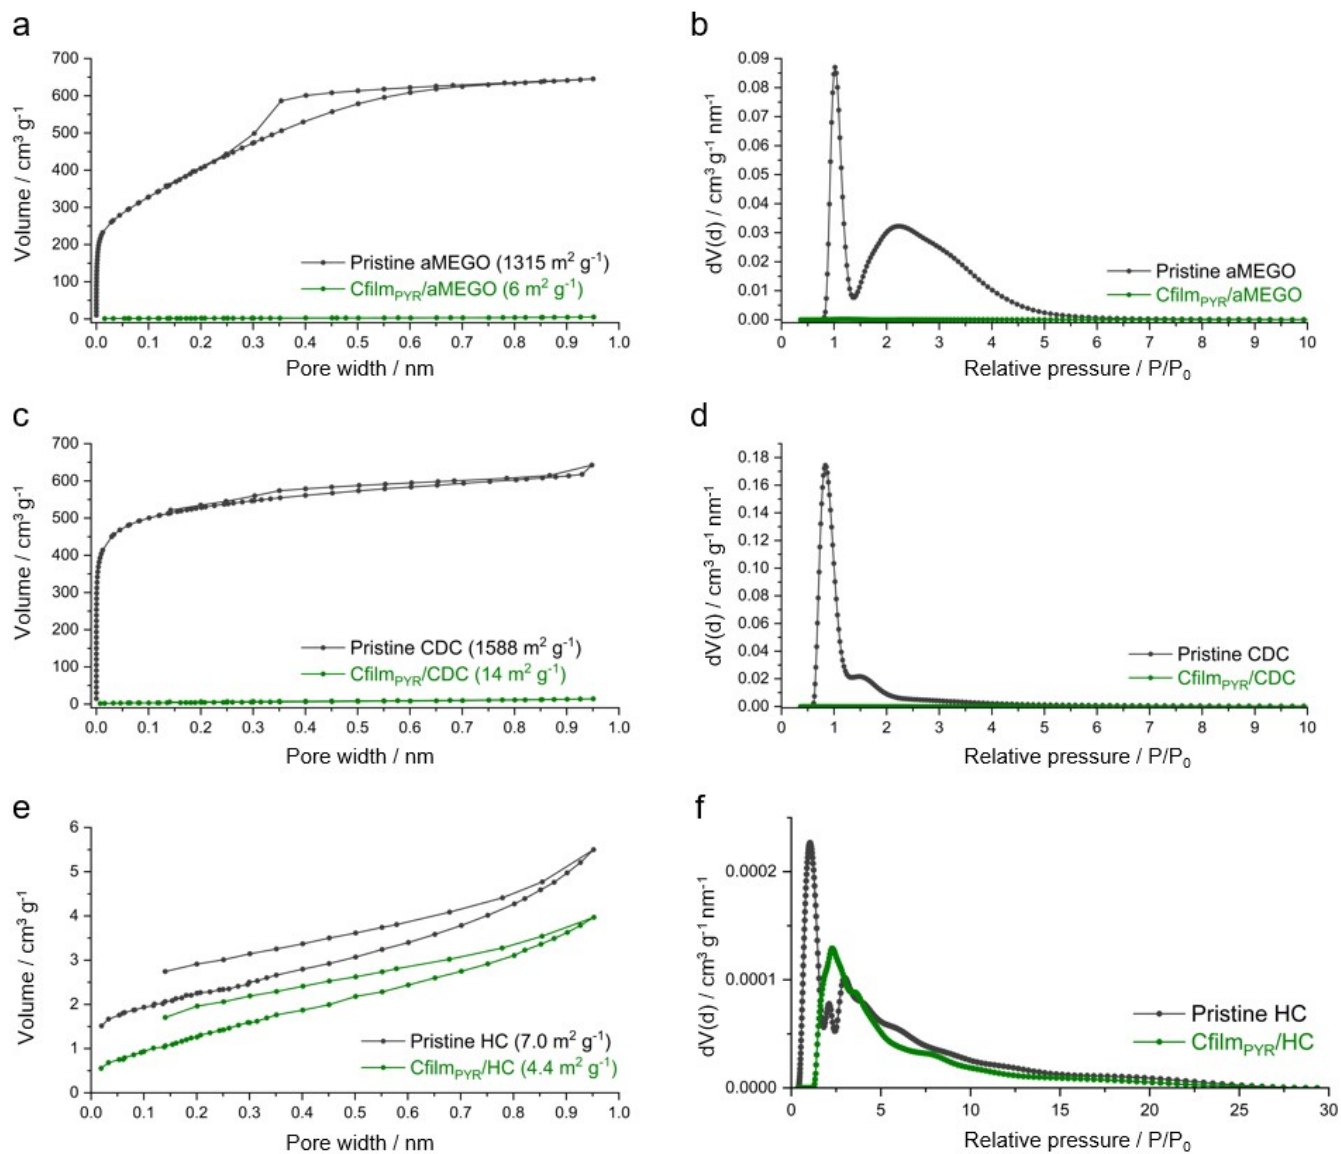 a
Volume / cm³ g⁻¹
700
600
500
400
300
200
100
0
Pristine aMEGO (1315 m² g⁻¹)
Cfilm_PYR/aMEGO (6 m² g⁻¹)
0.0 0.1 0.2 0.3 0.4 0.5 0.6 0.7 0.8 0.9 1.0
Pore width / nm
b
dV(d) / cm³ g⁻¹ nm⁻¹
0.09
0.08
0.07
0.06
0.05
0.04
0.03
0.02
0.01
0.00
Pristine aMEGO
Cfilm_PYR/aMEGO
0 1 2 3 4 5 6 7 8 9 10
Relative pressure / P/P₀
c
Volume / cm³ g⁻¹
700
600
500
400
300
200
100
0
Pristine CDC (1588 m² g⁻¹)
Cfilm_PYR/CDC (14 m² g⁻¹)
0.0 0.1 0.2 0.3 0.4 0.5 0.6 0.7 0.8 0.9 1.0
Pore width / nm
d
dV(d) / cm³ g⁻¹ nm⁻¹
0.18
0.16
0.14
0.12
0.10
0.08
0.06
0.04
0.02
0.00
Pristine CDC
Cfilm_PYR/CDC
0 1 2 3 4 5 6 7 8 9 10
Relative pressure / P/P₀
e
Volume / cm³ g⁻¹
6
5
4
3
2
1
0
Pristine HC (7.0 m² g⁻¹)
Cfilm_PYR/HC (4.4 m² g⁻¹)
0.0 0.1 0.2 0.3 0.4 0.5 0.6 0.7 0.8 0.9 1.0
Pore width / nm
f
dV(d) / cm³ g⁻¹ nm⁻¹
0.0002
0.0001
0.0000
Pristine HC
Cfilm_PYR/HC
0 5 10 15 20 25 30
Relative pressure / P/P₀